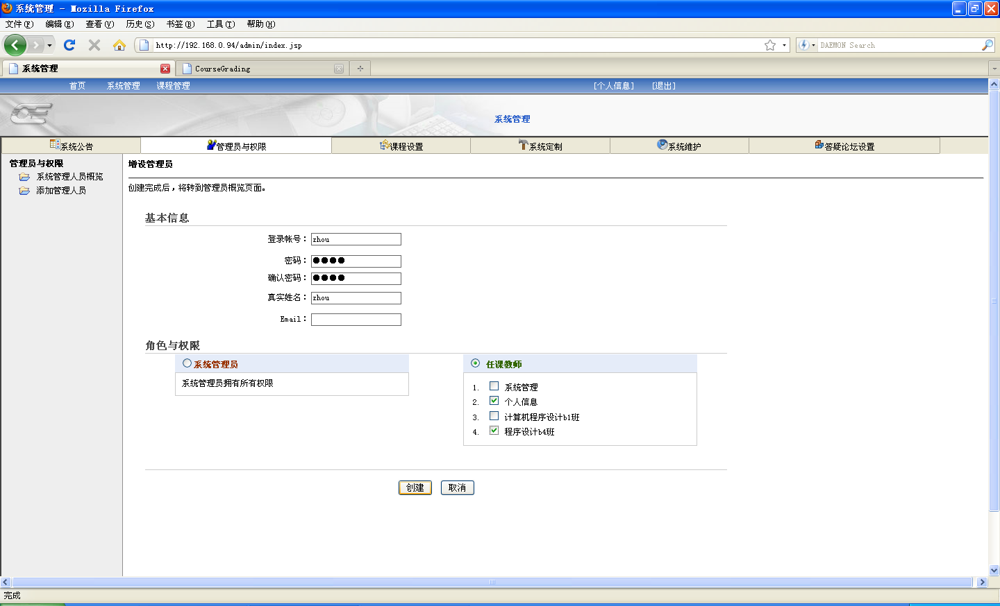 系统管理 - Mozilla Firefox
文件(F) 编辑(E) 查看(V) 历史(S) 书签(B) 工具(T) 帮助(H)
http://192.168.0.94/admin/index.jsp DAEMON Search
系统管理 CourseGrading
首页 系统管理 课程管理 [个人信息] [退出]
系统管理
系统公告 管理员与权限 课程设置 系统定制 系统维护 答疑论坛设置
管理员与权限
系统管理人员概览
添加管理人员
增设管理员
创建完成后，将转到管理员概览页面。
基本信息
登录帐号： zhou
密码： ●●●●
确认密码： ●●●●
真实姓名： zhou
Email：
角色与权限
系统管理员
系统管理员拥有所有权限
任课教师
1. 系统管理
2. 个人信息
3. 计算机程序设计b1班
4. 程序设计b4班
创建 取消
完成